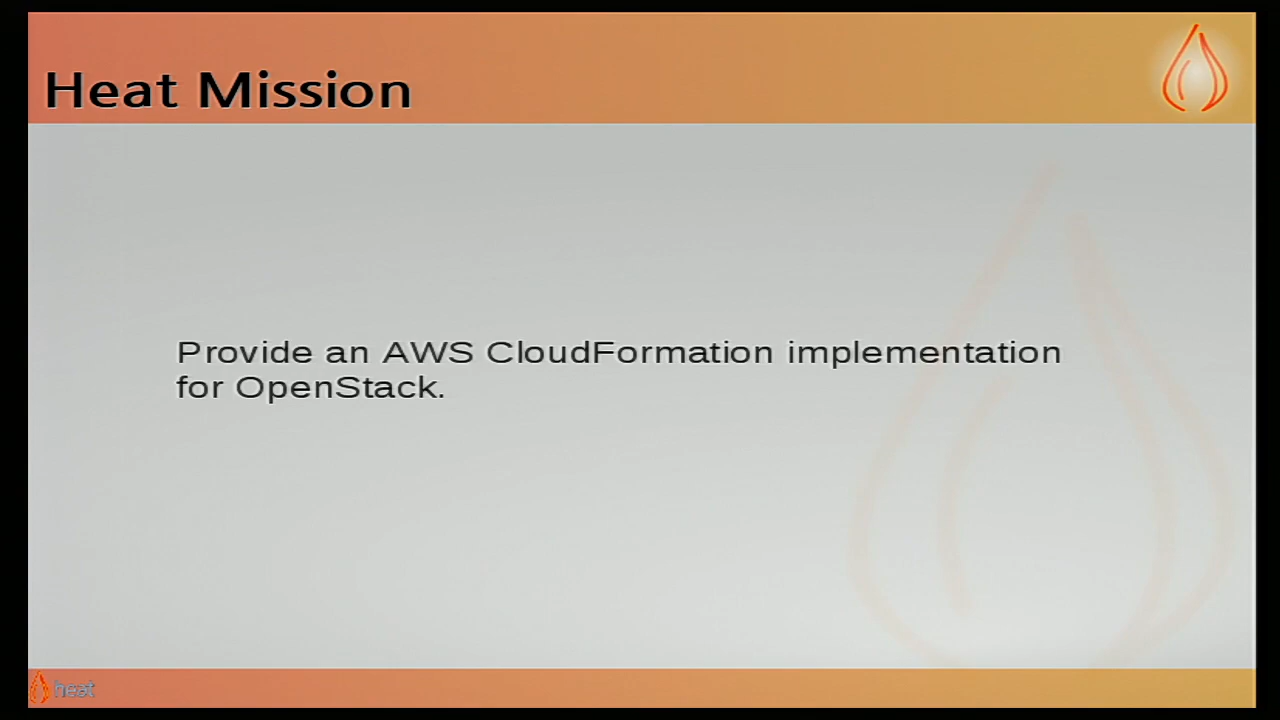 Heat Mission
Provide an AWS CloudFormation implementation
for OpenStack.
heat